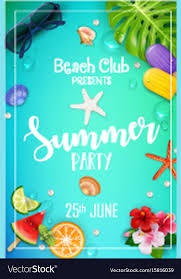 Beach Club
PRESENTS
Summer
PARTY
25th JUNE
VectorStock®
VectorStock.com/15896039